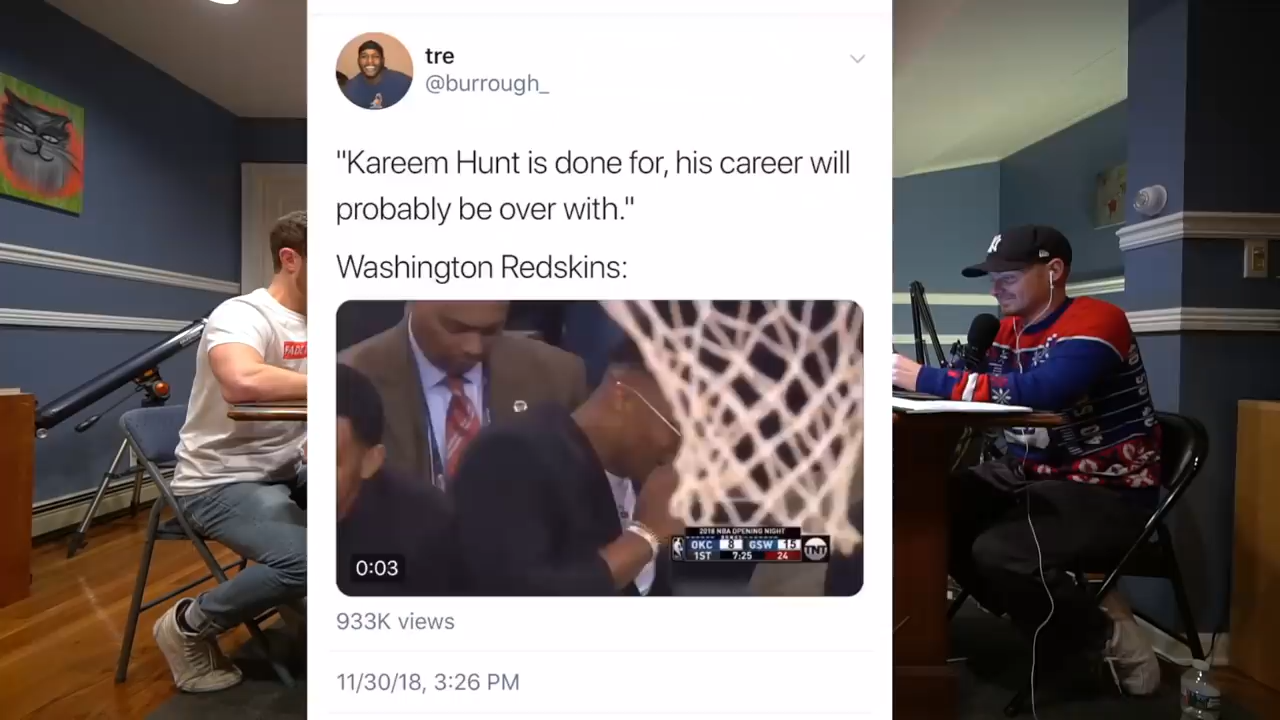 tre
@burrough_
"Kareem Hunt is done for, his career will
probably be over with."
Washington Redskins:
2018 NBA OPENING NIGHT
OKC 8 GSW 15
1ST 7:25 24
TNT
0:03
933K views
11/30/18, 3:26 PM